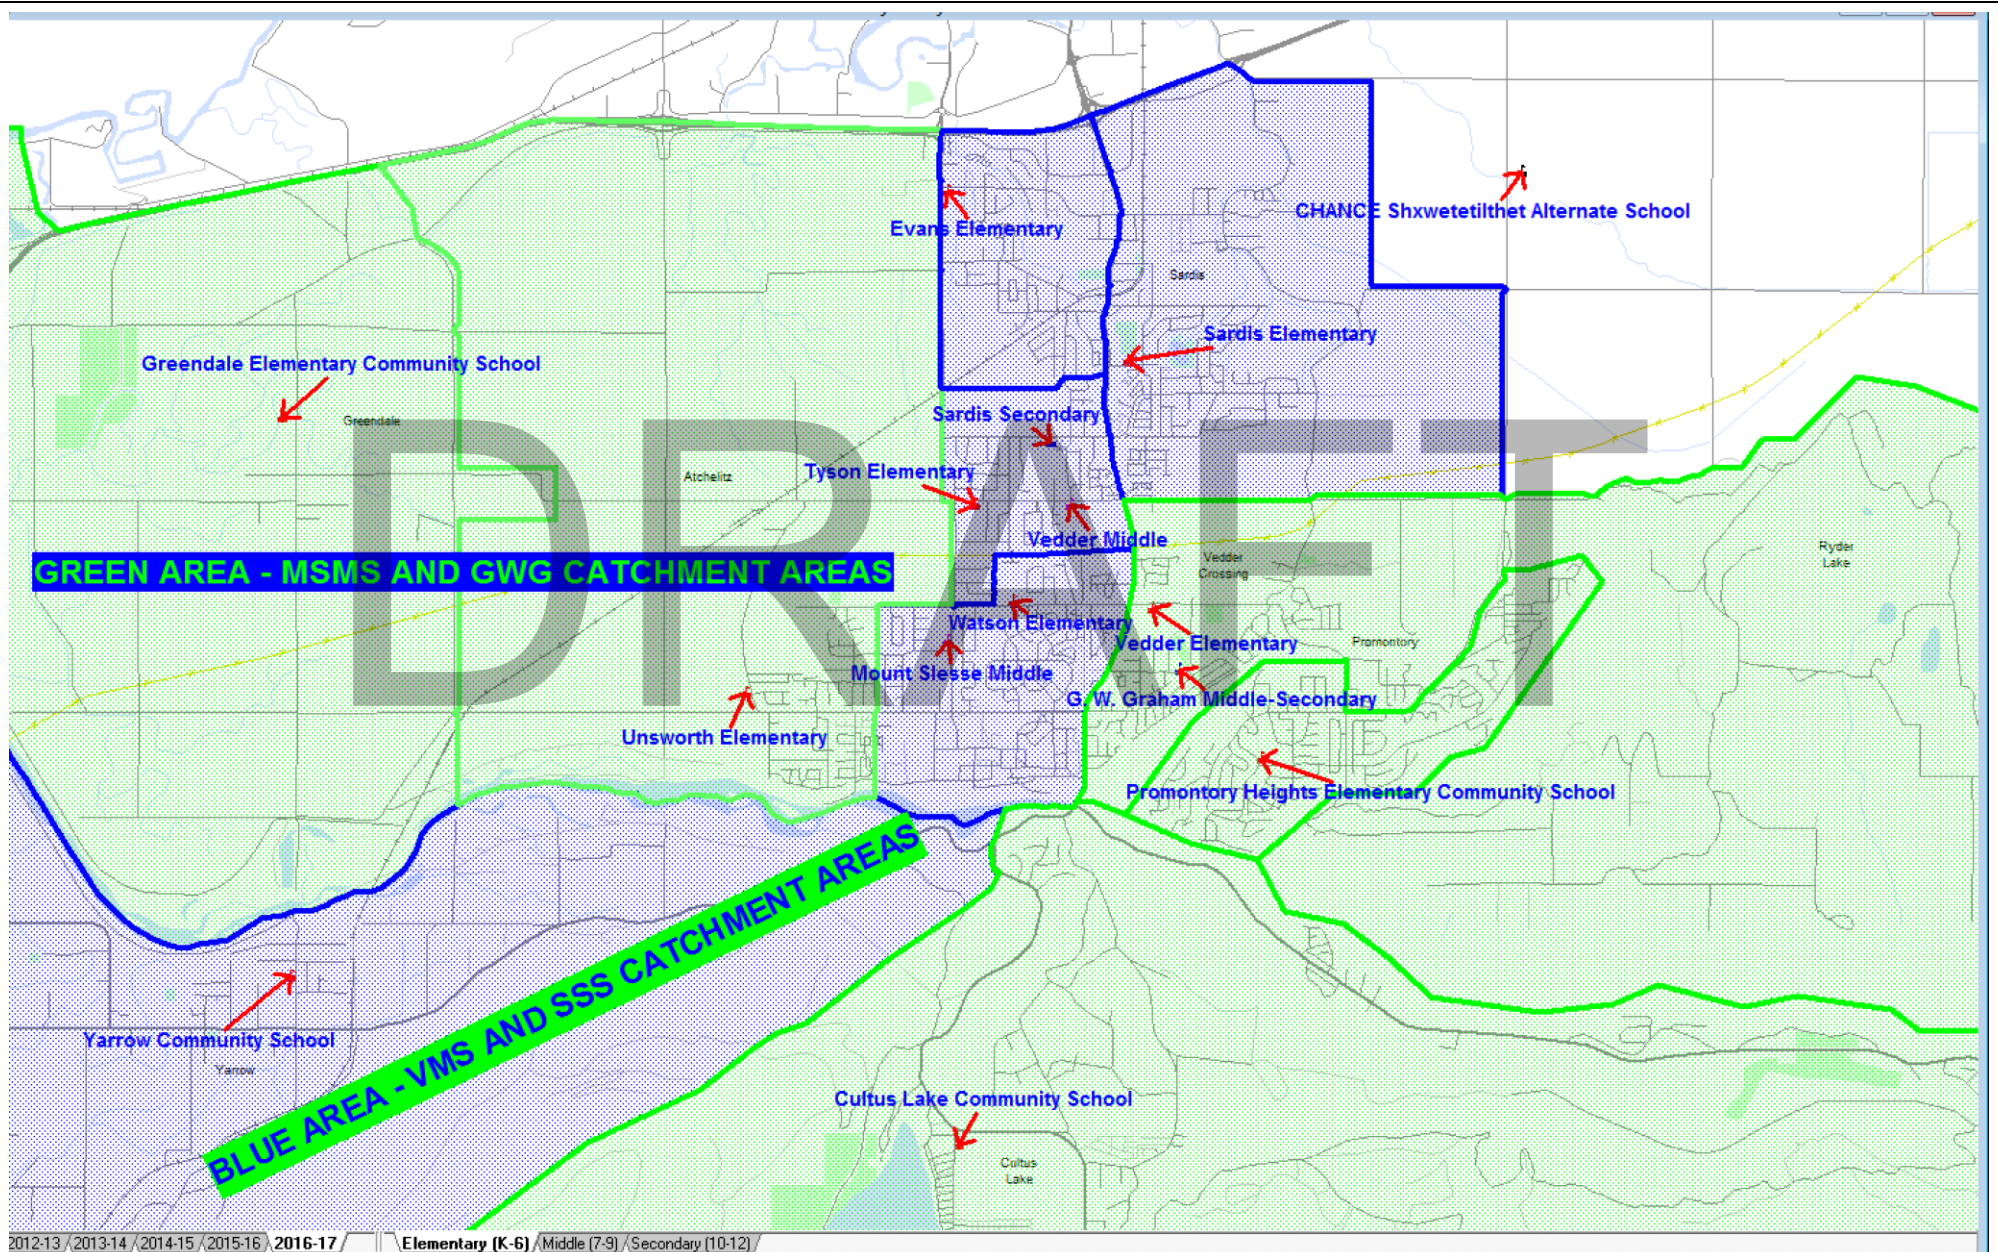 Evans Elementary
CHANCE Shxwetetilthet Alternate School
Sardis
Sardis Elementary
Greendale Elementary Community School
Greendale
Sardis Secondary
Tyson Elementary
Atchelitz
DRAFT
Vedder Middle
Vedder
Crossing
Ryder
Lake
GREEN AREA - MSMS AND GWG CATCHMENT AREAS
Watson Elementary
Vedder Elementary
Promontory
Mount Slesse Middle
G. W. Graham Middle-Secondary
Unsworth Elementary
Promontory Heights Elementary Community School
BLUE AREA - VMS AND SSS CATCHMENT AREAS
Yarrow Community School
Yarrow
Cultus Lake Community School
Cultus
Lake
2012-13 2013-14 2014-15 2015-16 2016-17 Elementary (K-6) Middle (7-9) Secondary (10-12)